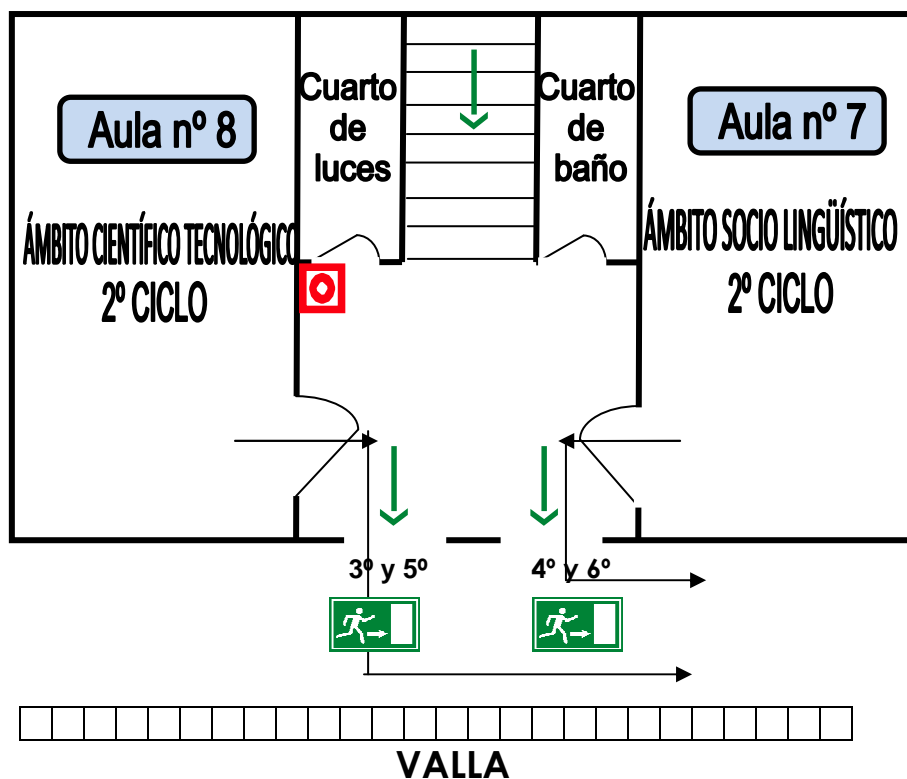 Cuarto
de
luces
Cuarto
de
baño
Aula nº 8
Aula nº 7
ÁMBITO CIENTÍFICO TECNOLÓGICO
2º CICLO
ÁMBITO SOCIO LINGÜÍSTICO
2º CICLO
3º y 5º
4º y 6º
VALLA